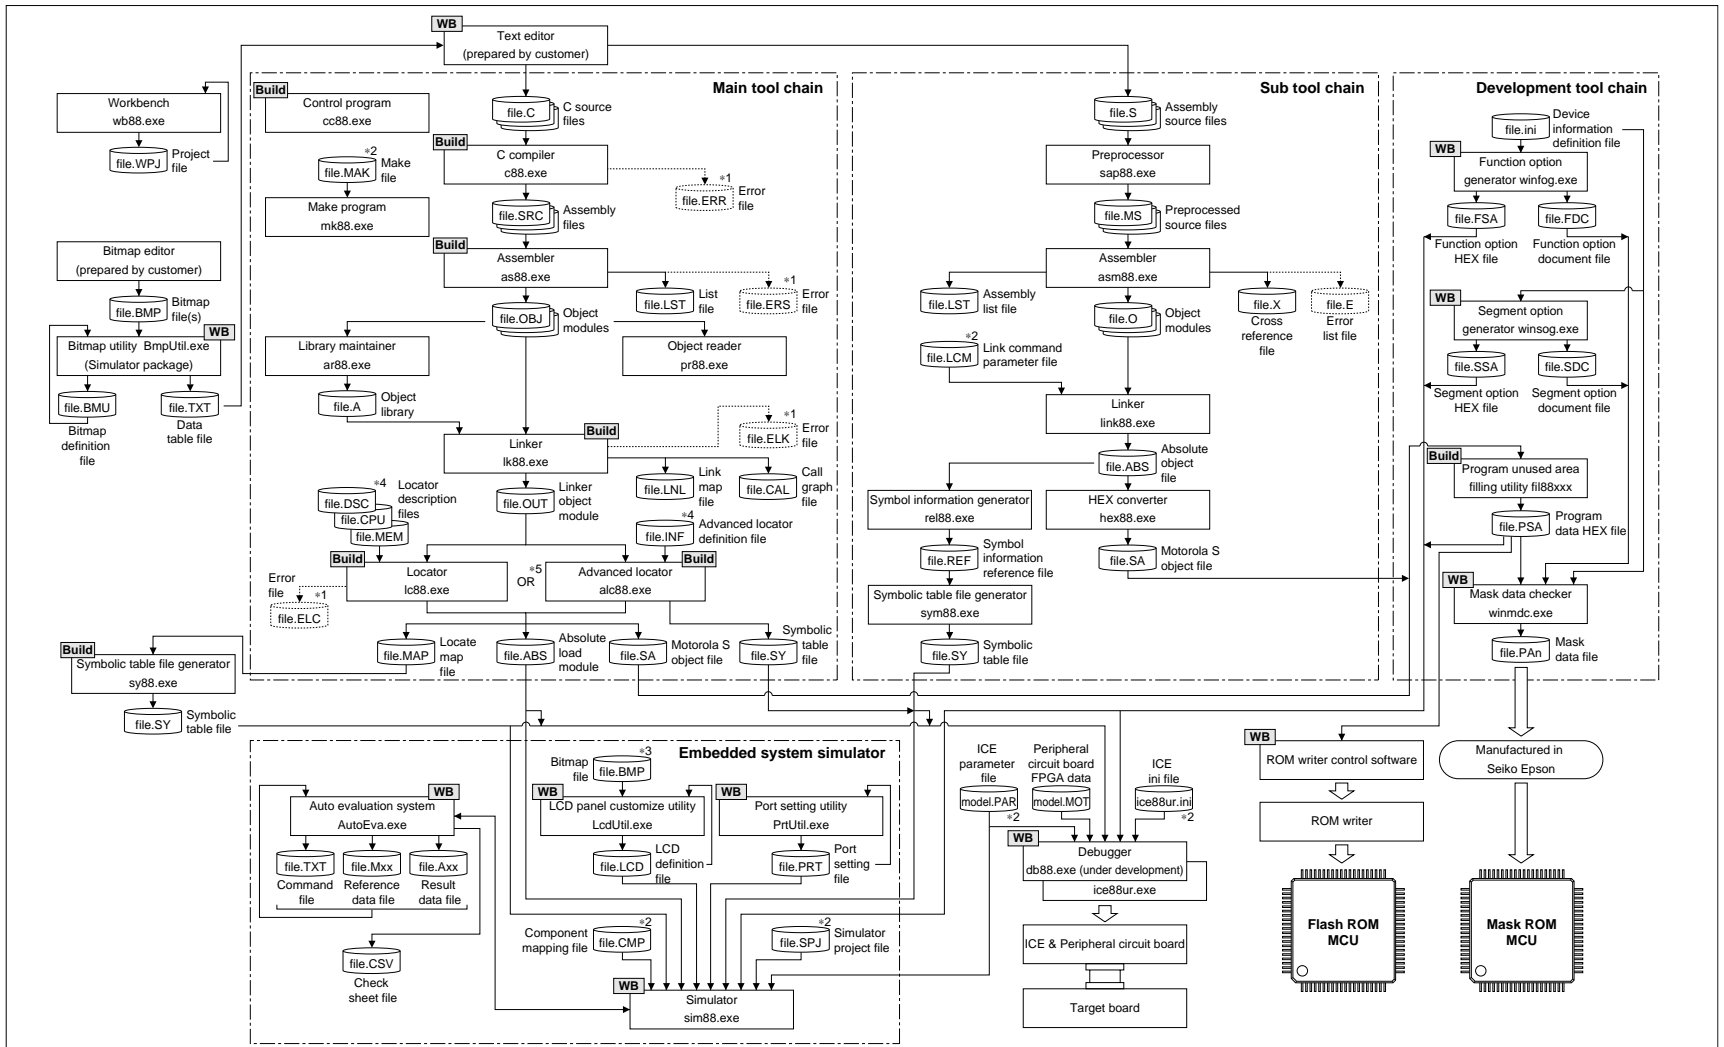 WB
Text editor
(prepared by customer)
Workbench
wb88.exe
file.WPJ
Project
file
Bitmap editor
(prepared by customer)
file.BMP
Bitmap
file(s)
WB
Bitmap utility BmpUtil.exe
(Simulator package)
file.BMU
file.TXT
Bitmap
definition
file
Data
table file
Main tool chain
Build
Control program
cc88.exe
∗2
file.MAK
Make
file
Make program
mk88.exe
file.C
C source
files
Build
C compiler
c88.exe
∗1
file.ERR
Error
file
file.SRC
Assembly
files
Build
Assembler
as88.exe
file.LST
List
file
∗1
file.ERS
Error
file
file.OBJ
Object
modules
Library maintainer
ar88.exe
Object reader
pr88.exe
file.A
Object
library
Build
Linker
lk88.exe
∗1
file.ELK
Error
file
file.LNL
Link
map
file
file.CAL
Call
graph
file
∗4
file.DSC
file.CPU
file.MEM
Locator
description
files
file.OUT
Linker
object
module
∗4
file.INF
Advanced locator
definition file
Build
Locator
lc88.exe
∗5
OR
Build
Advanced locator
alc88.exe
Error
file
∗1
file.ELC
file.MAP
Locate
map
file
file.ABS
Absolute
load
module
file.SA
Motorola S
object file
file.SY
Symbolic
table
file
Build
Symbolic table file generator
sy88.exe
file.SY
Symbolic
table file
Sub tool chain
file.S
Assembly
source files
Preprocessor
sap88.exe
file.MS
Preprocessed
source files
Assembler
asm88.exe
file.LST
Assembly
list file
file.O
Object
modules
file.X
Cross
reference
file
file.E
Error
list file
∗2
file.LCM
Link command
parameter file
Linker
link88.exe
file.ABS
Absolute
object
file
Symbol information generator
rel88.exe
HEX converter
hex88.exe
file.REF
Symbol
information
reference file
file.SA
Motorola S
object file
Symbolic table file generator
sym88.exe
file.SY
Symbolic
table file
Development tool chain
file.ini
Device
information
definition file
WB
Function option
generator winfog.exe
file.FSA
file.FDC
Function option
HEX file
Function option
document file
WB
Segment option
generator winsog.exe
file.SSA
file.SDC
Segment option
HEX file
Segment option
document file
Build
Program unused area
filling utility fil88xxx
file.PSA
Program
data HEX file
WB
Mask data checker
winmdc.exe
file.PAn
Mask
data file
Embedded system simulator
WB
Auto evaluation system
AutoEva.exe
file.TXT
file.Mxx
file.Axx
Command
file
Reference
data file
Result
data file
file.CSV
Check
sheet file
Bitmap
file
∗3
file.BMP
WB
LCD panel customize utility
LcdUtil.exe
file.LCD
LCD
definition
file
WB
Port setting utility
PrtUtil.exe
file.PRT
Port
setting
file
Component
mapping file
∗2
file.CMP
∗2
file.SPJ
Simulator
project file
WB
Simulator
sim88.exe
ICE
parameter
file
model.PAR
∗2
Peripheral
circuit board
FPGA data
model.MOT
ICE
ini file
ice88ur.ini
∗2
WB
Debugger
db88.exe (under development)
ice88ur.exe
ICE & Peripheral circuit board
Target board
WB
ROM writer control software
ROM writer
Flash ROM
MCU
Manufactured in
Seiko Epson
Mask ROM
MCU